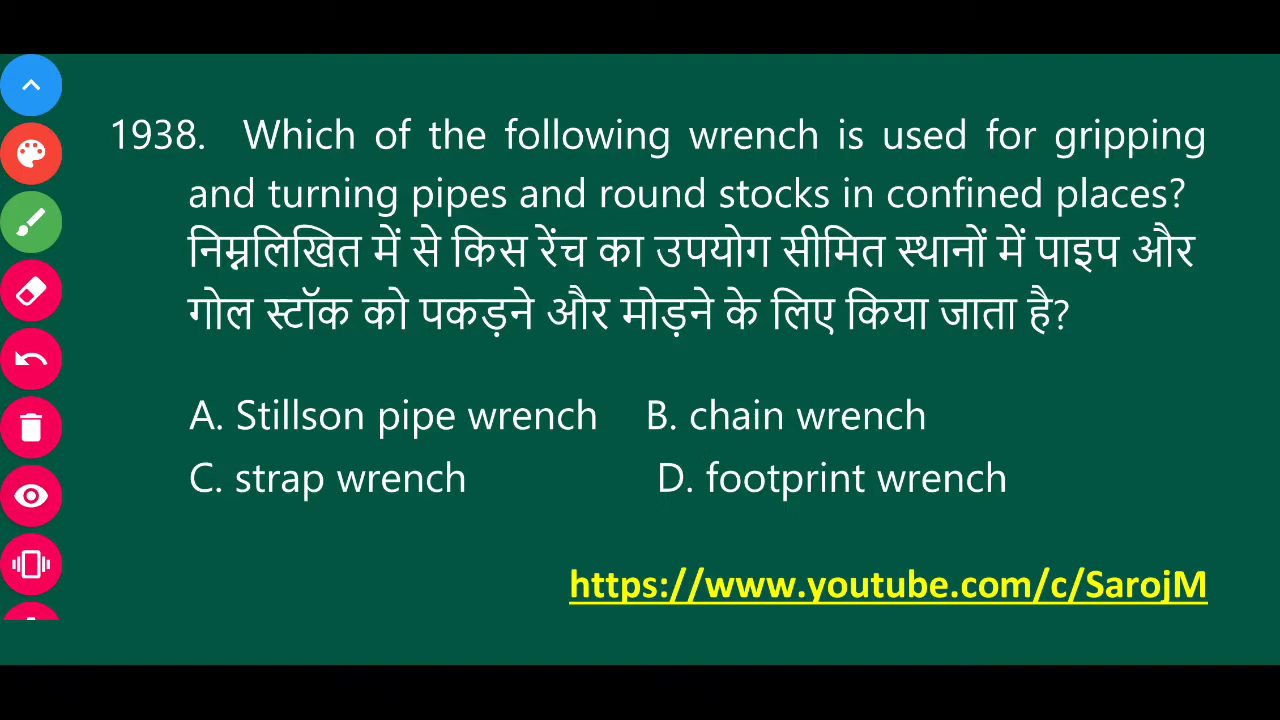 1938. Which of the following wrench is used for gripping
and turning pipes and round stocks in confined places?
निम्नलिखित में से किस रेंच का उपयोग सीमित स्थानों में पाइप और
गोल स्टॉक को पकड़ने और मोड़ने के लिए किया जाता है?
A. Stillson pipe wrench B. chain wrench
C. strap wrench D. footprint wrench
https://www.youtube.com/c/SarojM